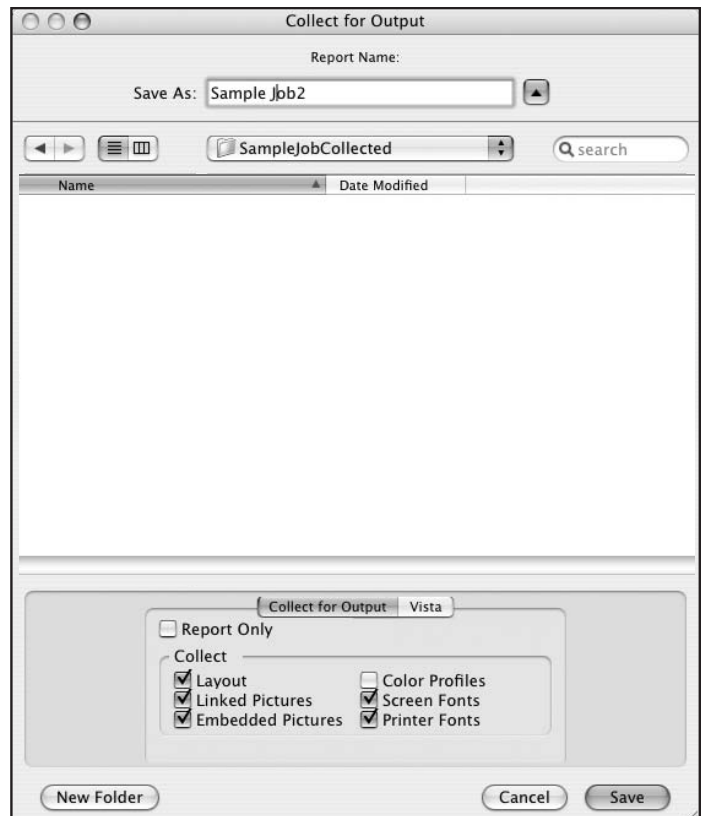 Collect for Output
Report Name:
Save As: Sample Job2
SampleJobCollected
search
Name Date Modified
Collect for Output Vista
Report Only
Collect
Layout Color Profiles
Linked Pictures Screen Fonts
Embedded Pictures Printer Fonts
New Folder Cancel Save